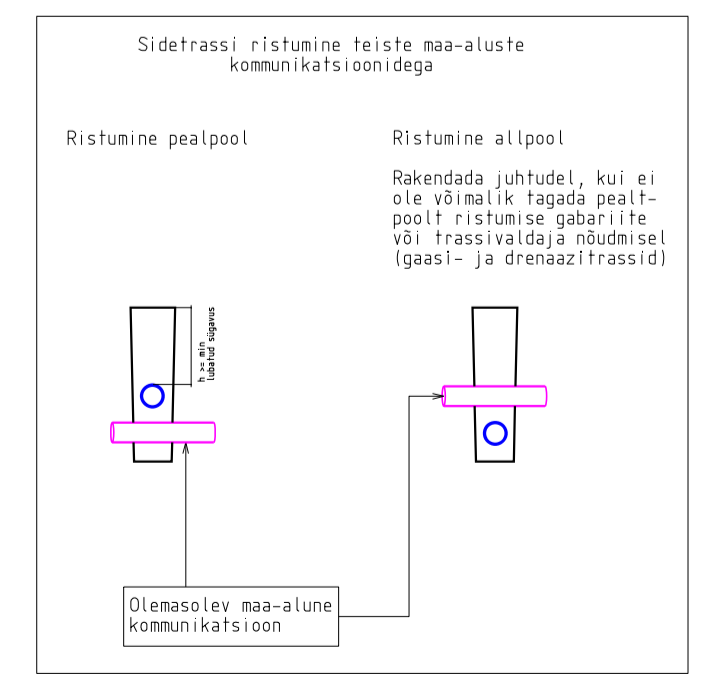 Sidetrassi ristumine teiste maa-aluste
kommunikatsioonidega
Ristumine pealpool
Ristumine allpool
Rakendada juhtudel, kui ei
ole võimalik tagada pealt-
poolt ristumise gabariite
või trassivaldaja nõudmisel
(gaasi- ja drenaazitrassid)
h >= min
lubatud sügavus
Olemasolev maa-alune
kommunikatsioon